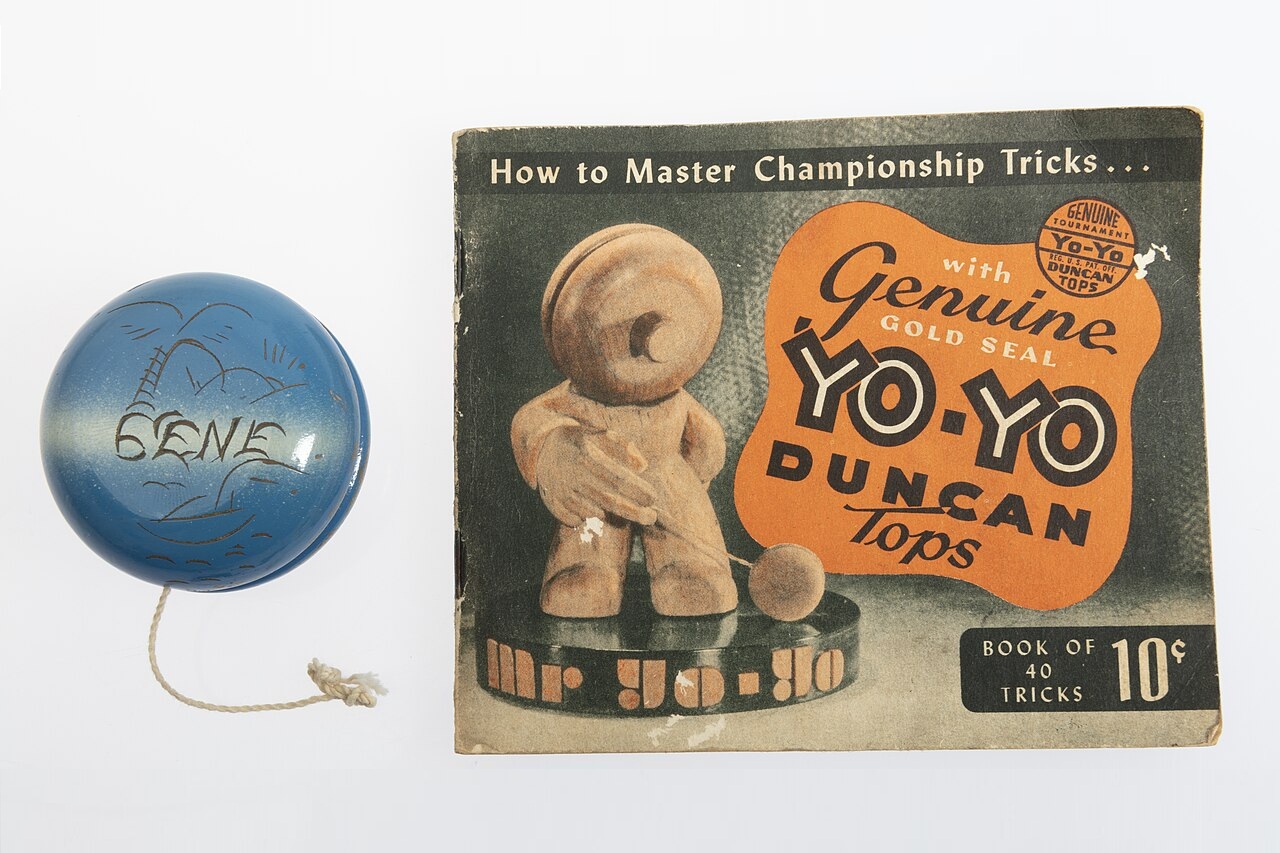 GENE
How to Master Championship Tricks...
GENUINE
TOURNAMENT
Yo-Yo
REG. U.S. PAT. OFF.
DUNCAN
TOPS
with
Genuine
GOLD SEAL
YO-YO
DUNCAN
Tops
Mr Yo-Yo
BOOK OF
40
TRICKS
10¢